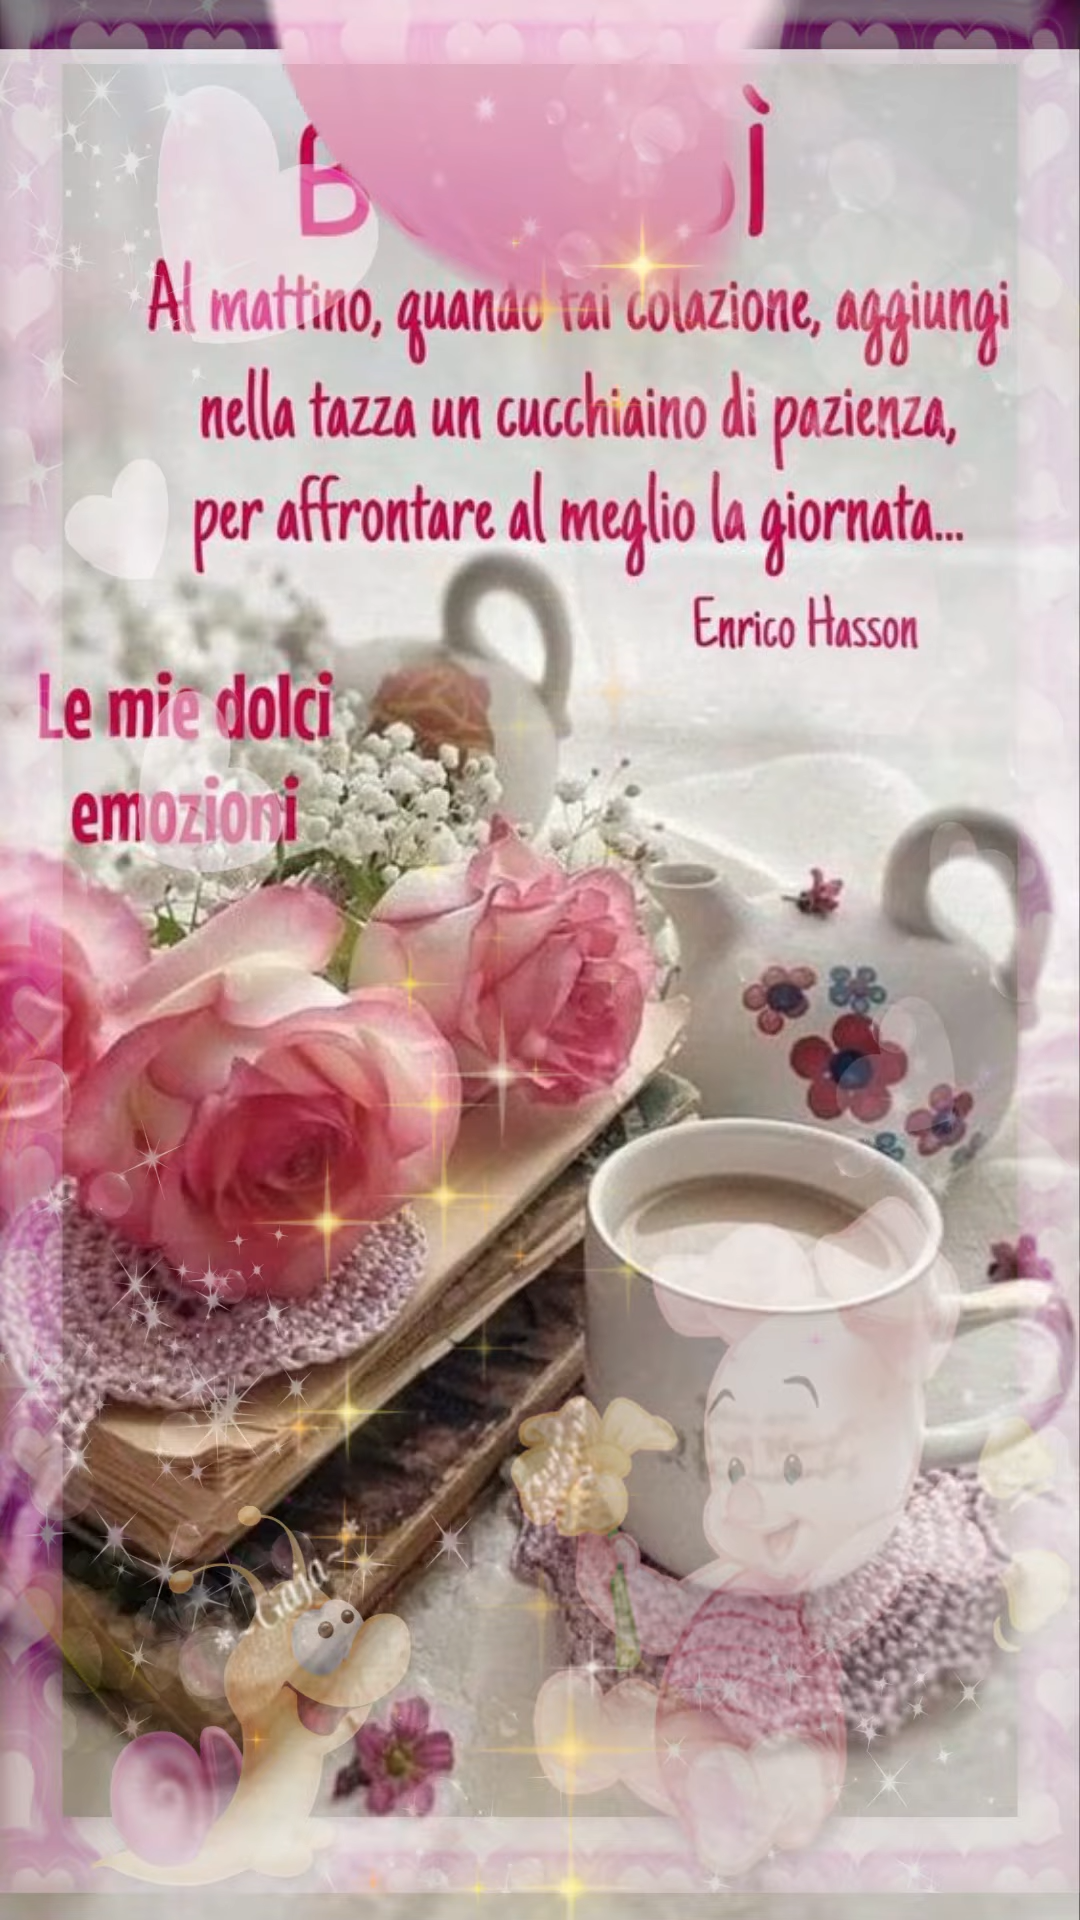 Al mattino, quando fai colazione, aggiungi
nella tazza un cucchiaino di pazienza,
per affrontare al meglio la giornata...
Enrico Hasson
Le mie dolci
emozioni